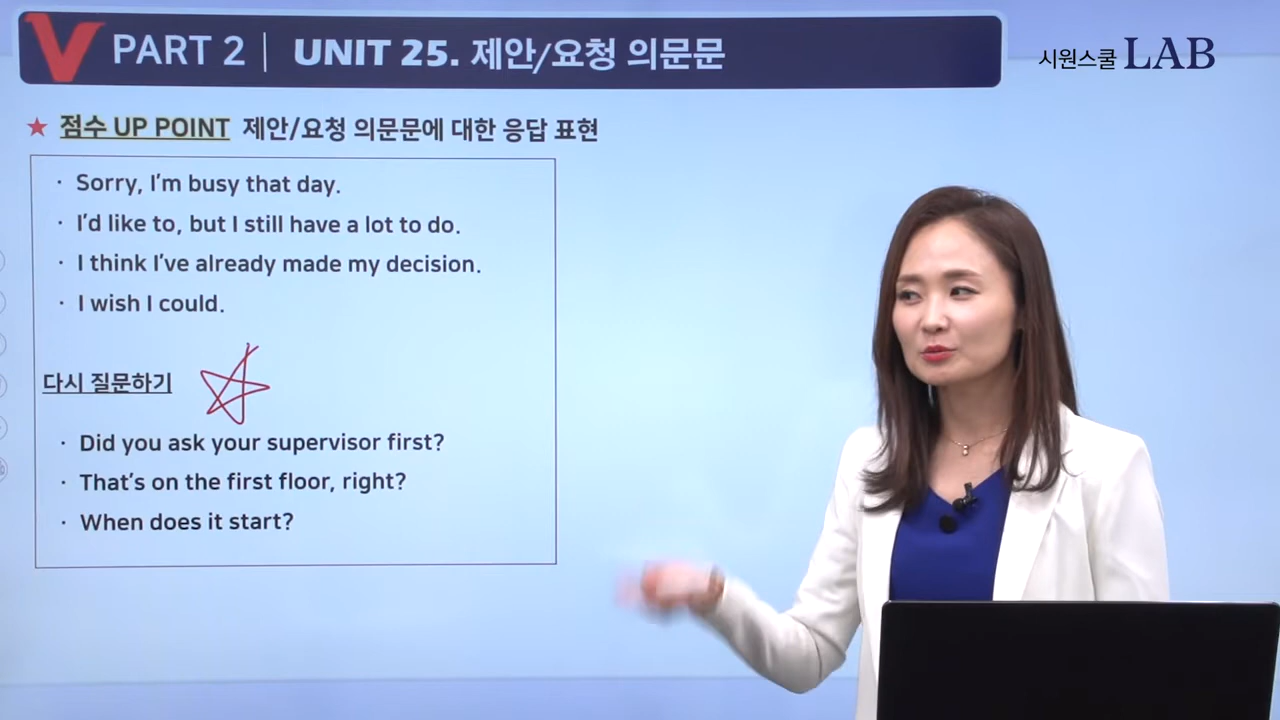 V PART 2 | UNIT 25. 제안/요청 의문문
시원스쿨 LAB
★ 점수 UP POINT 제안/요청 의문문에 대한 응답 표현
· Sorry, I'm busy that day.
· I'd like to, but I still have a lot to do.
· I think I've already made my decision.
· I wish I could.
다시 질문하기
· Did you ask your supervisor first?
· That's on the first floor, right?
· When does it start?